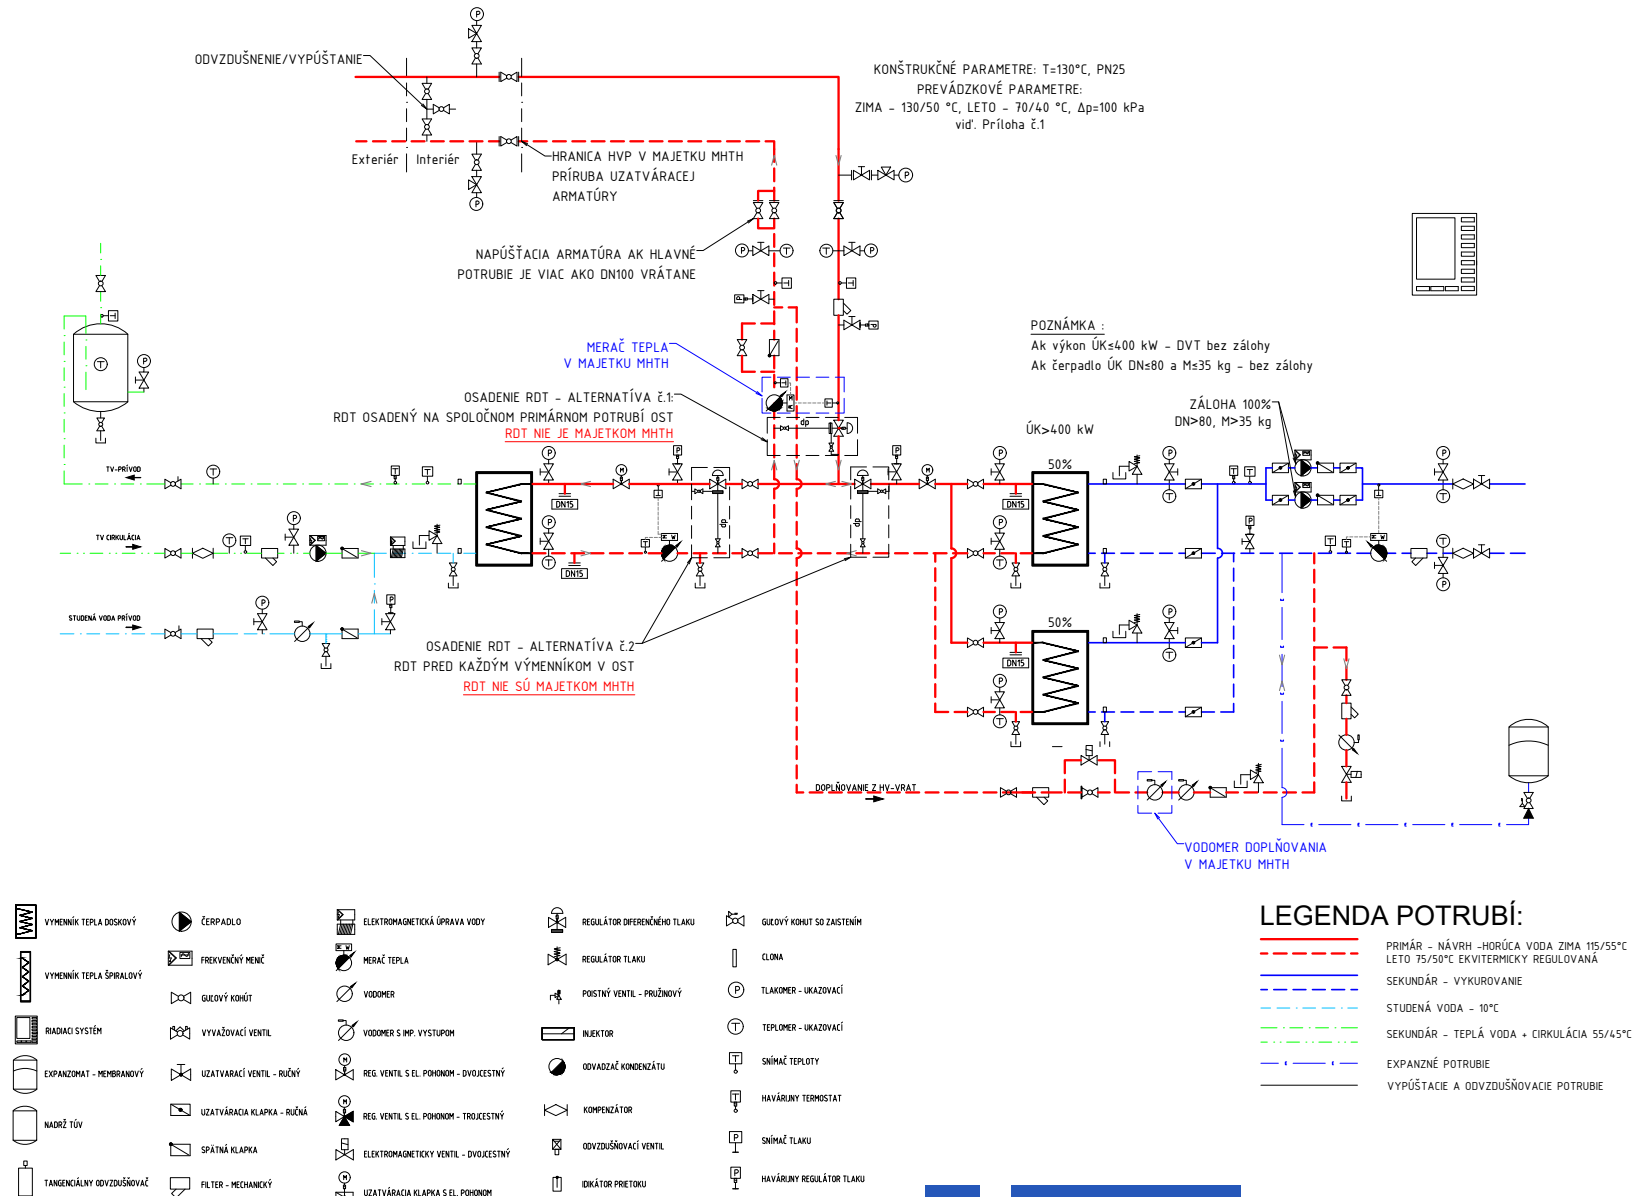 ODVZDUŠNENIE/VYPÚŠTANIE
KONŠTRUKČNÉ PARAMETRE: T=130°C, PN25
PREVÁDZKOVÉ PARAMETRE:
ZIMA - 130/50 °C, LETO - 70/40 °C, Δp=100 kPa
viď. Príloha č.1
Exteriér
Interiér
HRANICA HVP V MAJETKU MHTH
PRÍRUBA UZATVÁRACEJ
ARMATÚRY
NAPÚŠŤACIA ARMATÚRA AK HLAVNÉ
POTRUBIE JE VIAC AKO DN100 VRÁTANE
MERAČ TEPLA
V MAJETKU MHTH
OSADENIE RDT - ALTERNATÍVA č.1:
RDT OSADENÝ NA SPOLOČNOM PRIMÁRNOM POTRUBÍ OST
RDT NIE JE MAJETKOM MHTH
POZNÁMKA :
Ak výkon ÚK≤400 kW - DVT bez zálohy
Ak čerpadlo ÚK DN≤80 a M≤35 kg - bez zálohy
ZÁLOHA 100%
DN>80, M>35 kg
ÚK>400 kW
50%
50%
TV-PRÍVOD
TV CIRKULÁCIA
STUDENÁ VODA PRÍVOD
DN15
DN15
DN15
DN15
dp
dp
dp
OSADENIE RDT - ALTERNATÍVA č.2
RDT PRED KAŽDÝM VÝMENNÍKOM V OST
RDT NIE SÚ MAJETKOM MHTH
DOPLŇOVANIE Z HV-VRAT
VODOMER DOPLŇOVANIA
V MAJETKU MHTH
VYMENNÍK TEPLA DOSKOVÝ
VYMENNÍK TEPLA ŠPIRALOVÝ
RIADIACI SYSTÉM
EXPANZOMAT - MEMBRANOVÝ
NADRŽ TÚV
TANGENCIÁLNY ODVZDUŠŇOVAČ
ČERPADLO
FREKVENČNÝ MENIČ
GUĽOVÝ KOHÚT
VYVAŽOVACÍ VENTIL
UZATVARACÍ VENTIL - RUČNÝ
UZATVÁRACIA KLAPKA - RUČNÁ
SPÄTNÁ KLAPKA
FILTER - MECHANICKÝ
ELEKTROMAGNETICKÁ ÚPRAVA VODY
MERAČ TEPLA
VODOMER
VODOMER S IMP. VYSTUPOM
REG. VENTIL S EL. POHONOM - DVOJCESTNÝ
REG. VENTIL S EL. POHONOM - TROJCESTNÝ
ELEKTROMAGNETICKY VENTIL - DVOJCESTNÝ
UZATVÁRACIA KLAPKA S EL. POHONOM
REGULÁTOR DIFERENČNÉHO TLAKU
REGULÁTOR TLAKU
POISTNÝ VENTIL - PRUŽINOVÝ
INJEKTOR
ODVADZAČ KONDENZÁTU
KOMPENZÁTOR
ODVZDUŠŇOVACÍ VENTIL
IDIKÁTOR PRIETOKU
GUĽOVÝ KOHUT SO ZAISTENÍM
CLONA
TLAKOMER - UKAZOVACÍ
TEPLOMER - UKAZOVACÍ
SNÍMAČ TEPLOTY
HAVÁRIJNY TERMOSTAT
SNÍMAČ TLAKU
HAVÁRIJNY REGULÁTOR TLAKU
LEGENDA POTRUBÍ:
PRIMÁR - NÁVRH -HORÚCA VODA ZIMA 115/55°C
LETO 75/50°C EKVITERMICKY REGULOVANÁ
SEKUNDÁR - VYKUROVANIE
STUDENÁ VODA - 10°C
SEKUNDÁR - TEPLÁ VODA + CIRKULÁCIA 55/45°C
EXPANZNÉ POTRUBIE
VYPÚŠTACIE A ODVZDUŠŇOVACIE POTRUBIE